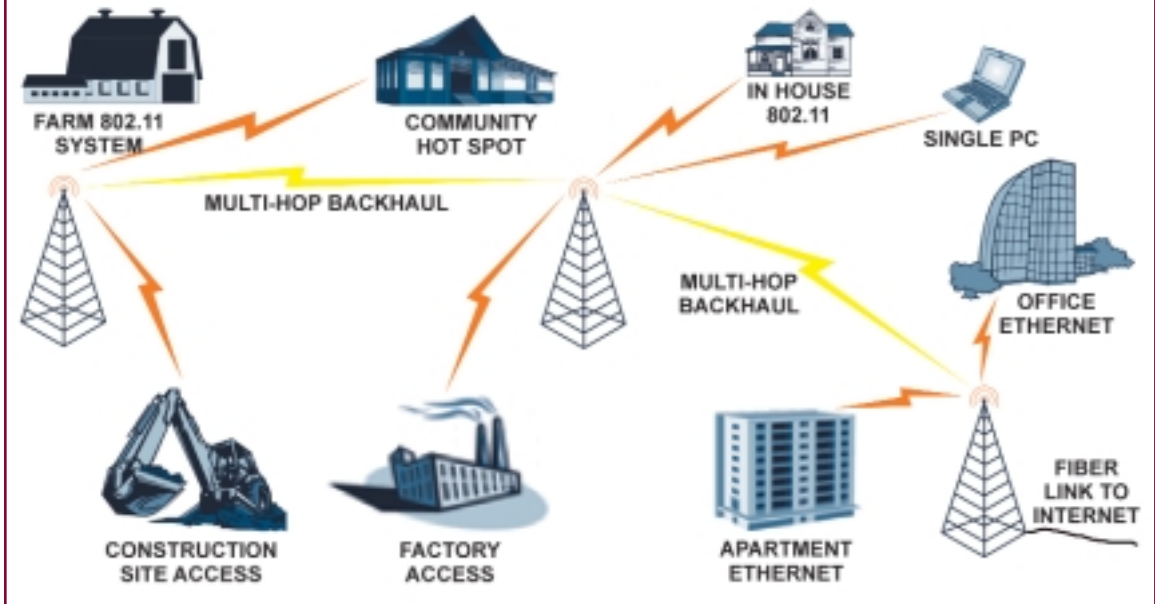 FARM 802.11
SYSTEM
COMMUNITY
HOT SPOT
IN HOUSE
802.11
SINGLE PC
MULTI-HOP BACKHAUL
MULTI-HOP
BACKHAUL
OFFICE
ETHERNET
CONSTRUCTION
SITE ACCESS
FACTORY
ACCESS
APARTMENT
ETHERNET
FIBER
LINK TO
INTERNET